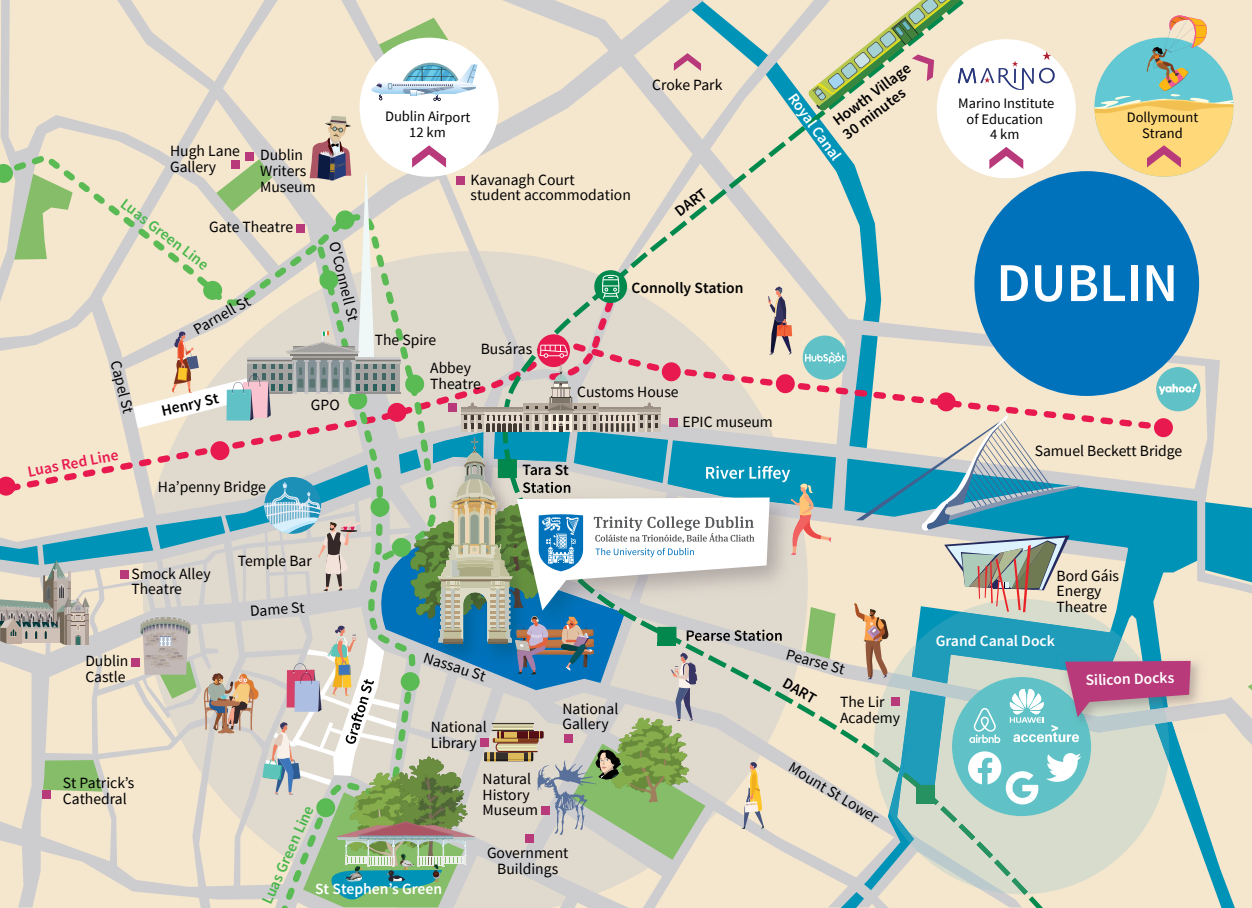 Croke Park
Dublin Airport
12 km
Howth Village
30 minutes
Royal Canal
MARINO
Marino Institute
of Education
4 km
Dollymount
Strand
Hugh Lane
Gallery
Dublin
Writers
Museum
Kavanagh Court
student accommodation
Luas Green Line
Gate Theatre
DART
O'Connell St
DUBLIN
Connolly Station
Parnell St
The Spire
Busáras
HubSpot
Capel St
Abbey
Theatre
yahoo!
Henry St
GPO
Customs House
EPIC museum
Luas Red Line
Samuel Beckett Bridge
Ha'penny Bridge
Tara St
Station
River Liffey
Trinity College Dublin
Coláiste na Tríonóide, Baile Átha Cliath
The University of Dublin
Temple Bar
Smock Alley
Theatre
Bord Gáis
Energy
Theatre
Dame St
Pearse Station
Grand Canal Dock
Dublin
Castle
Nassau St
Pearse St
Silicon Docks
DART
Grafton St
The Lir
Academy
National
Library
National
Gallery
HUAWEI
airbnb
accenture
G
St Patrick's
Cathedral
Natural
History
Museum
Mount St Lower
Luas Green Line
Government
Buildings
St Stephen's Green